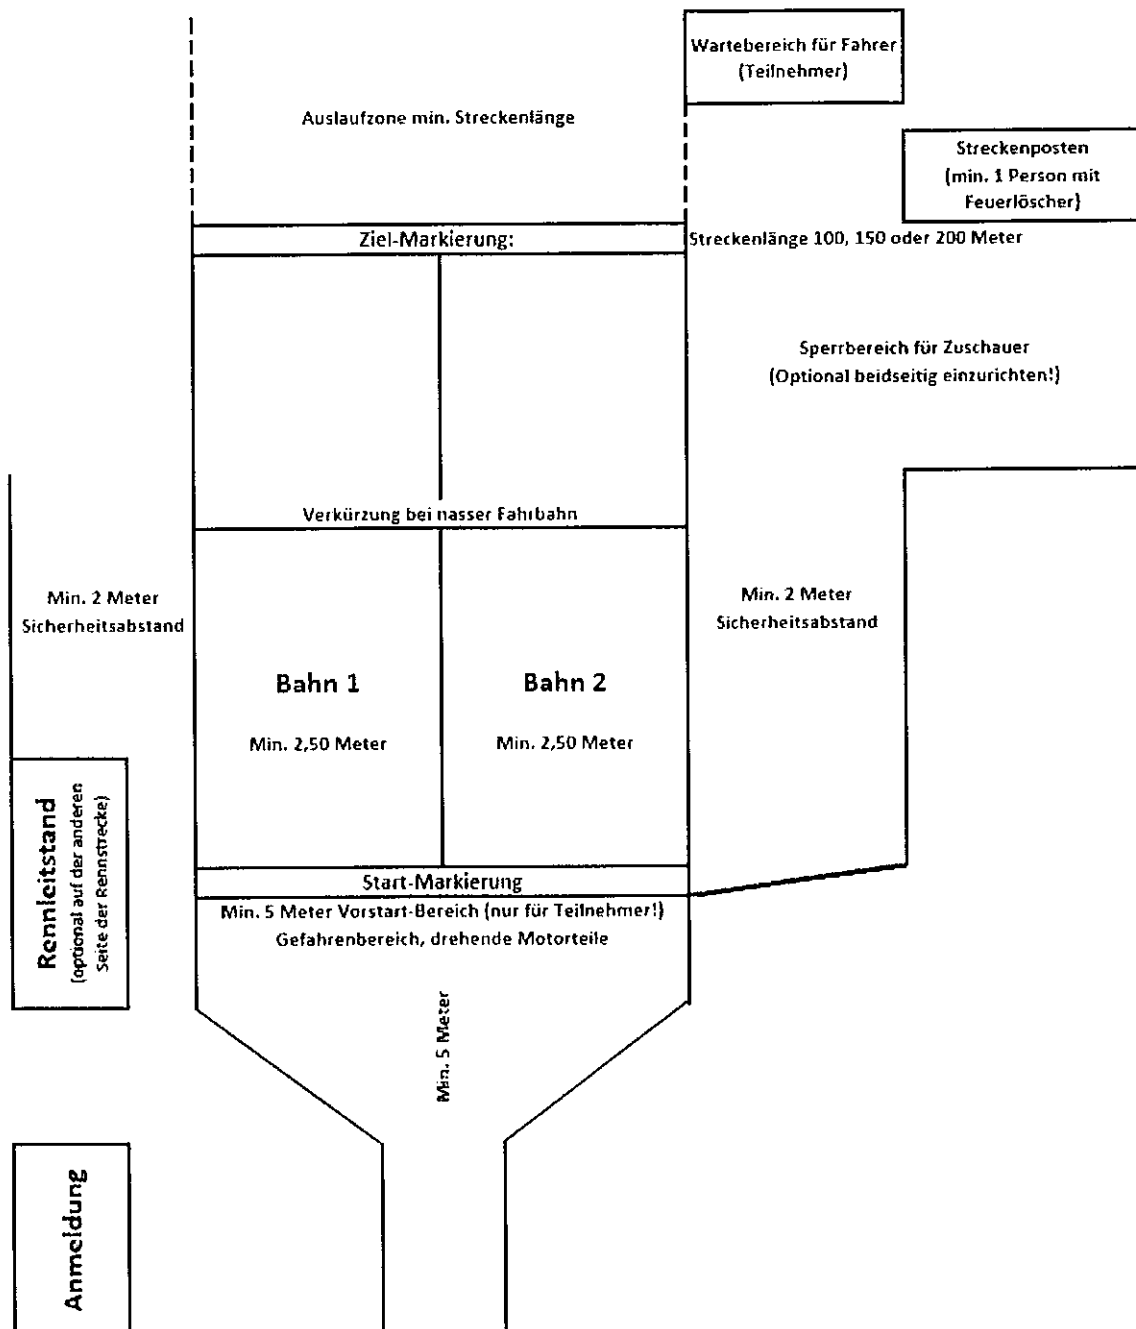 Wartebereich für Fahrer
(Teilnehmer)
Auslaufzone min. Streckenlänge
Streckenposten
(min. 1 Person mit
Feuerlöscher)
Ziel-Markierung:
Streckenlänge 100, 150 oder 200 Meter
Sperrbereich für Zuschauer
(Optional beidseitig einzurichten!)
Verkürzung bei nasser Fahrbahn
Min. 2 Meter
Sicherheitsabstand
Min. 2 Meter
Sicherheitsabstand
Bahn 1
Bahn 2
Min. 2,50 Meter
Min. 2,50 Meter
Rennleitstand
(optional auf der anderen
Seite der Rennstrecke)
Start-Markierung
Min. 5 Meter Vorstart-Bereich (nur für Teilnehmer!)
Gefahrenbereich, drehende Motorteile
Min. 5 Meter
Anmeldung